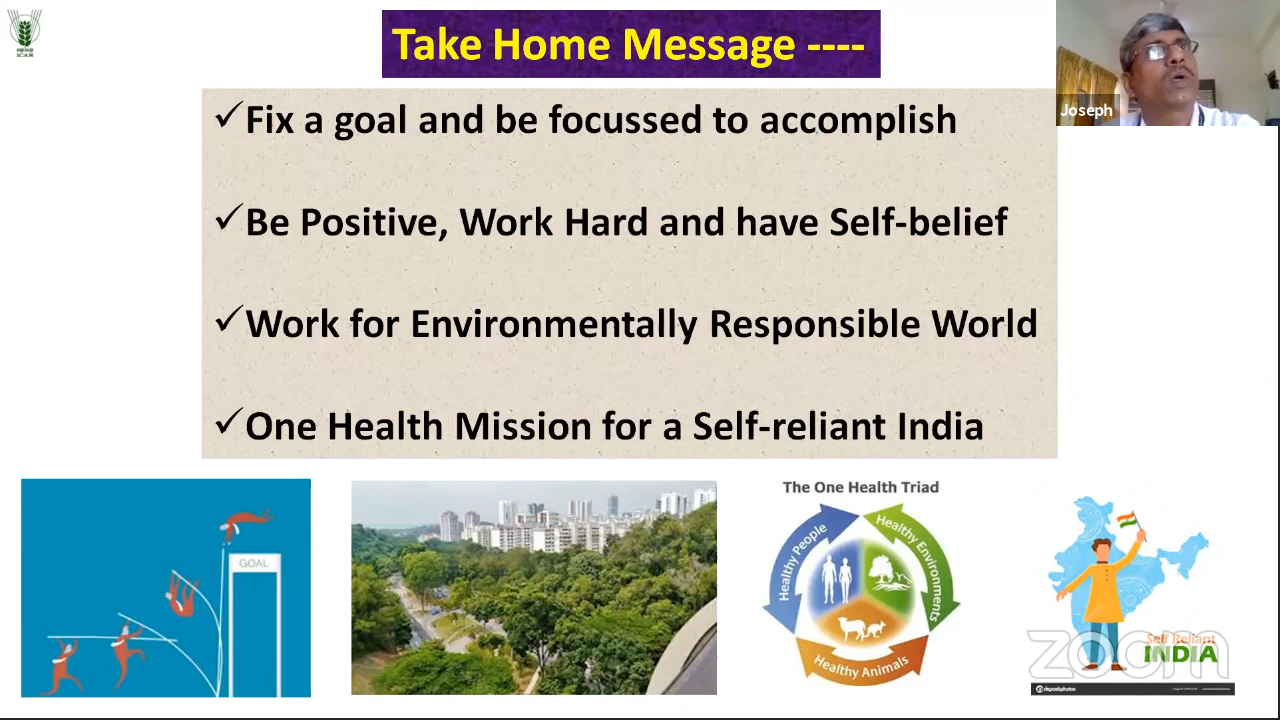 Take Home Message ----
ICAR
Joseph
✓Fix a goal and be focussed to accomplish
✓Be Positive, Work Hard and have Self-belief
✓Work for Environmentally Responsible World
✓One Health Mission for a Self-reliant India
GOAL
The One Health Triad
Healthy People
Healthy Environments
Healthy Animals
Self Reliant
INDIA
zoom
depositphotos